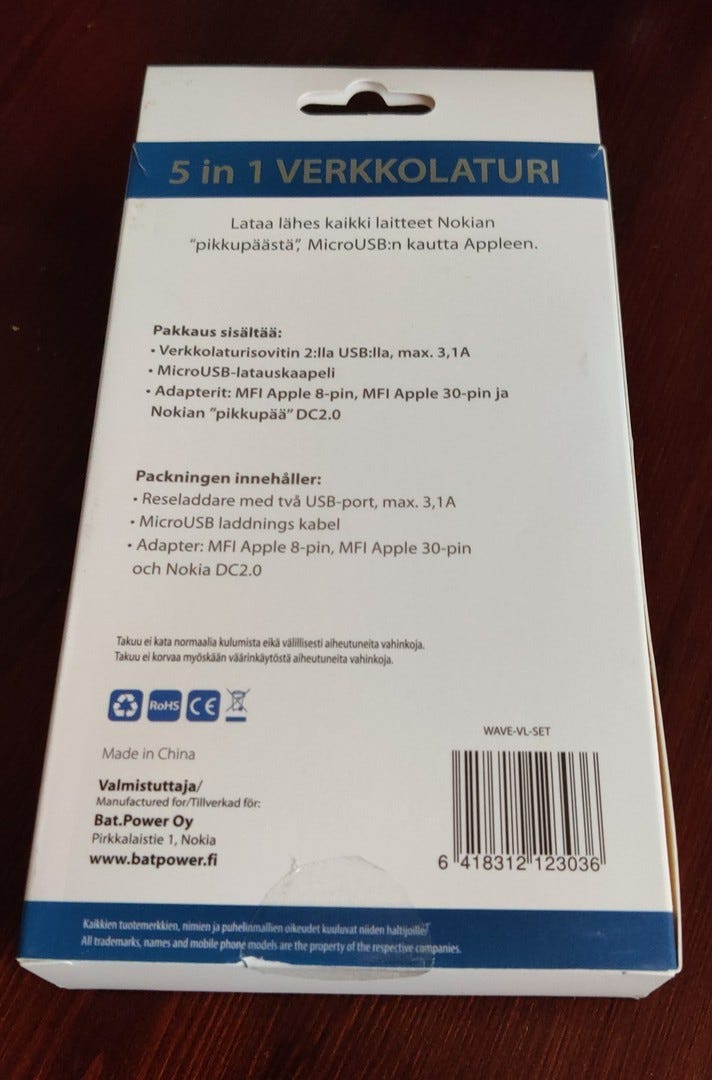 5 in 1 VERKKOLATURI
Lataa lähes kaikki laitteet Nokian
"pikkupäästä", MicroUSB:n kautta Appleen.
Pakkaus sisältää:
• Verkkolaturisovitin 2:lla USB:lla, max. 3,1A
• MicroUSB-latauskaapeli
• Adapterit: MFI Apple 8-pin, MFI Apple 30-pin ja
Nokian "pikkupää" DC2.0
Packningen innehåller:
• Reseladdare med två USB-port, max. 3,1A
• MicroUSB laddnings kabel
• Adapter: MFI Apple 8-pin, MFI Apple 30-pin
och Nokia DC2.0
Takuu ei kata normaalia kulumista eikä välillisesti aiheutuneita vahinkoja.
Takuu ei korvaa myöskään väärinkäytöstä aiheutuneita vahinkoja.
RoHS CE
WAVE-VL-SET
Made in China
Valmistuttaja/
Manufactured for/Tillverkad för:
Bat.Power Oy
Pirkkalaistie 1, Nokia
www.batpower.fi
6 418312 123036
Kaikkien tuotemerkkien, nimien ja puhelinmallien oikeudet kuuluvat niiden haltijoille/
All trademarks, names and mobile phone models are the property of the respective companies.